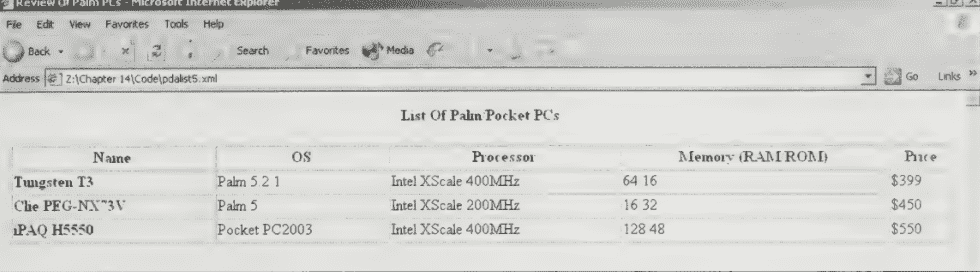 Review Of Palm PCs - Microsoft Internet Explorer
File Edit View Favorites Tools Help
Back Search Favorites Media
Address Z:\Chapter 14\Code\pdalist5.xml Go Links »
List Of Palm Pocket PCs
Name OS Processor Memory (RAM ROM) Price
Tungsten T3 Palm 5 2 1 Intel XScale 400MHz 64 16 $399
Clie PEG-NX73V Palm 5 Intel XScale 200MHz 16 32 $450
iPAQ H5550 Pocket PC2003 Intel XScale 400MHz 128 48 $550